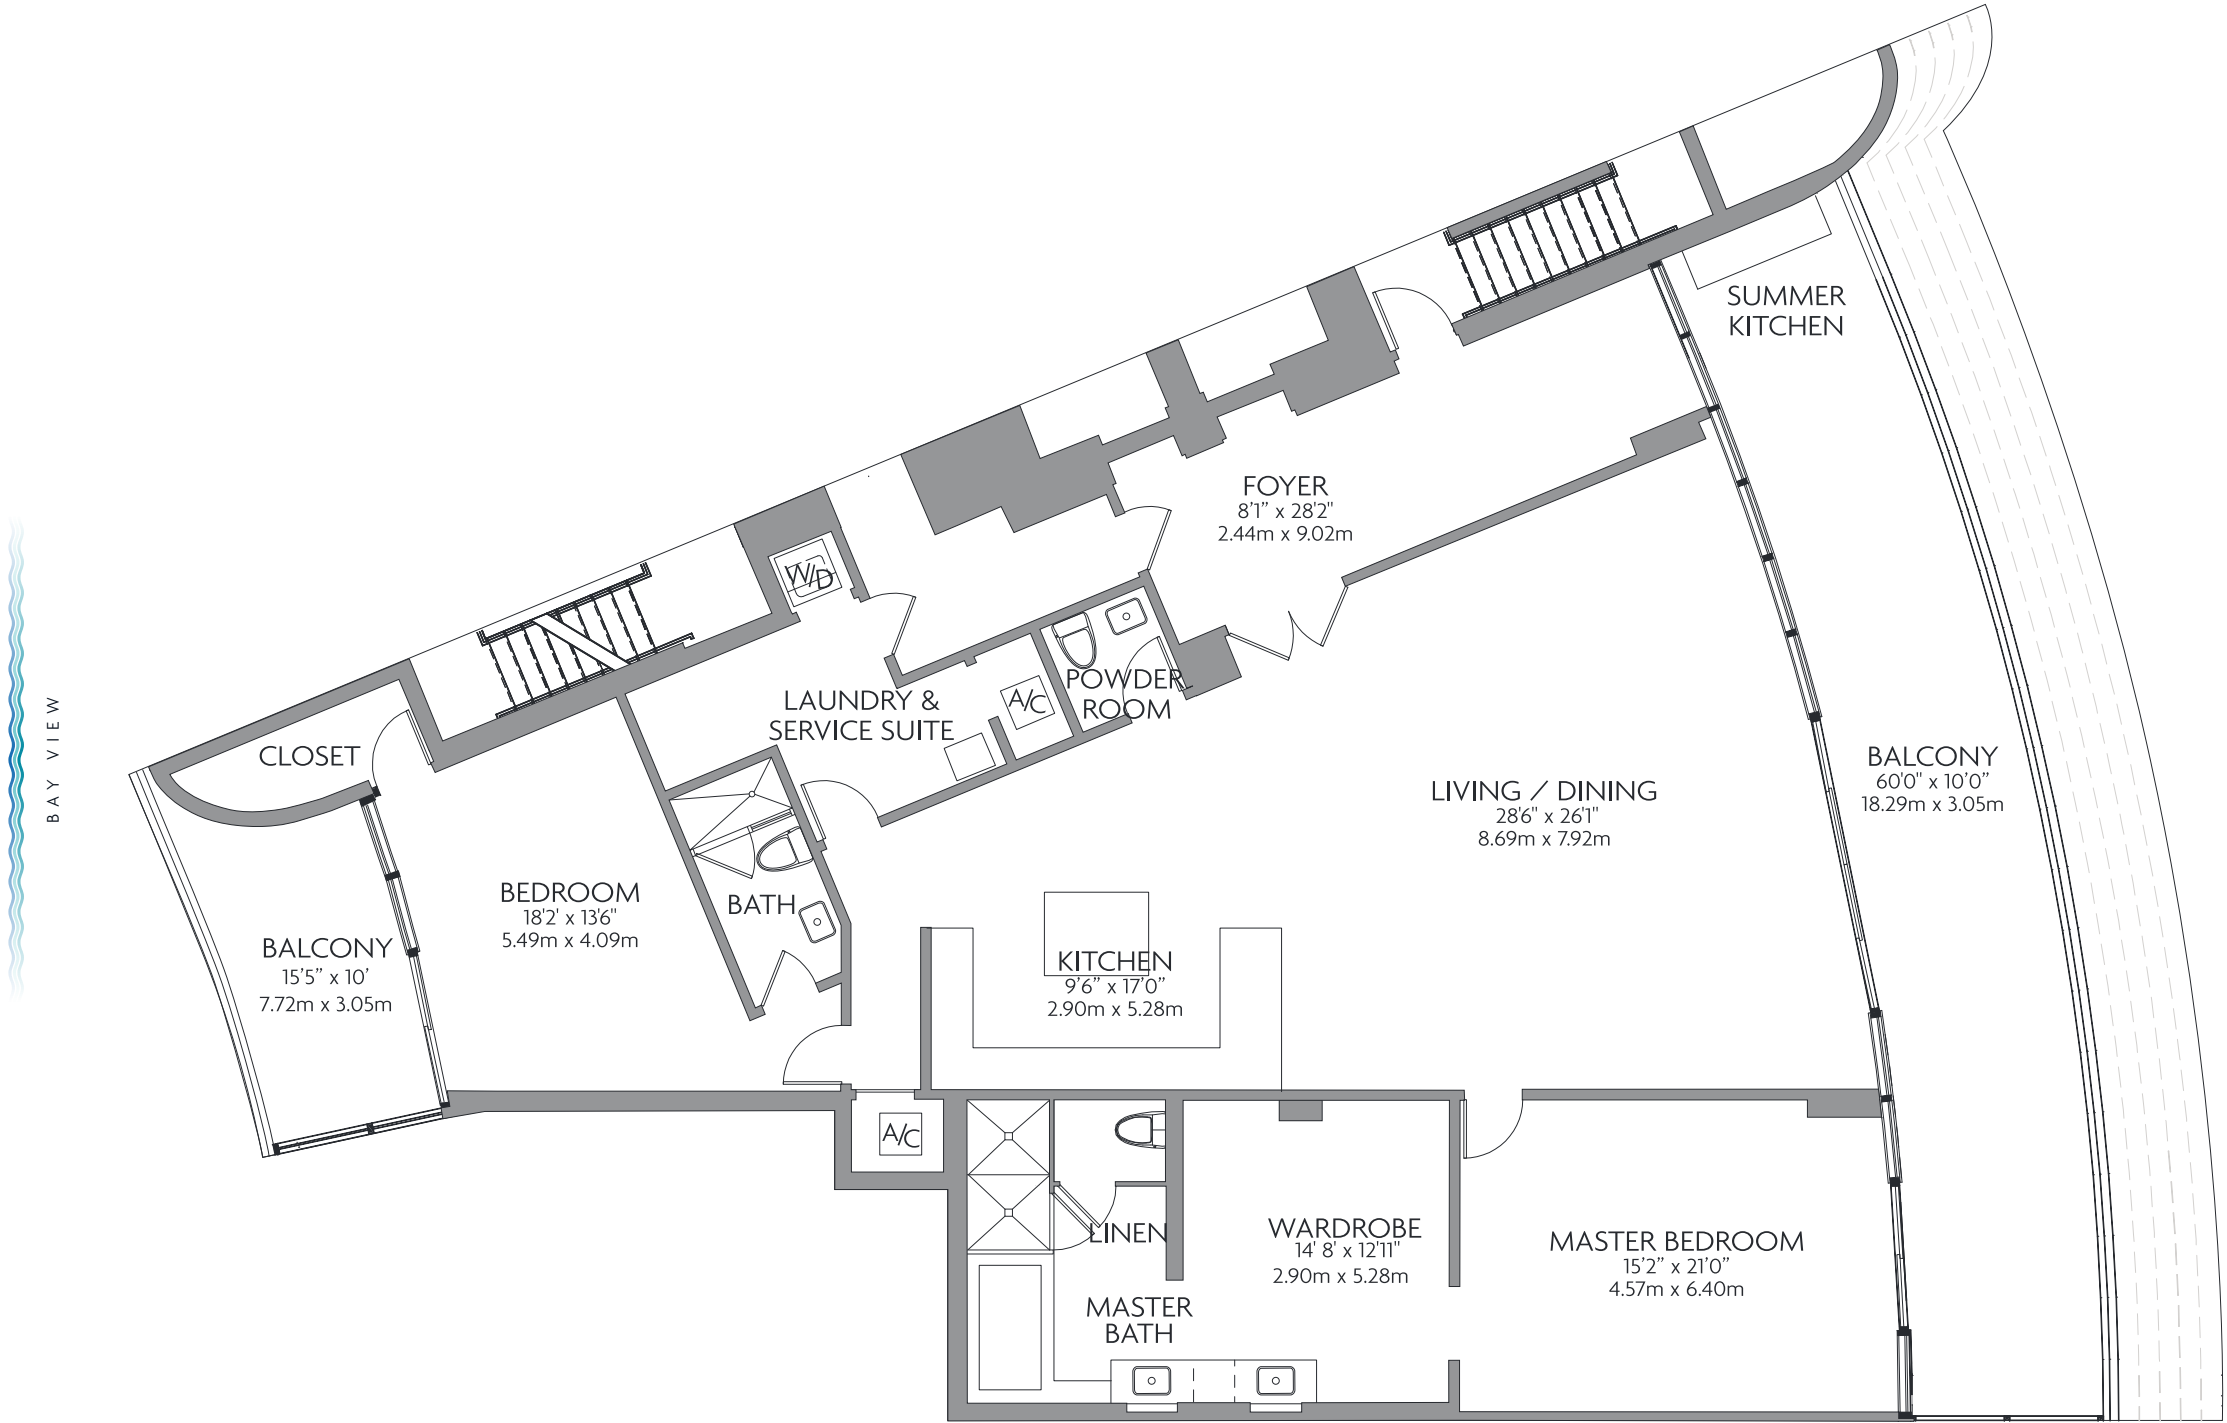 SUMMER
KITCHEN
FOYER
8'1” x 28'2"
2.44m x 9.02m
W/D
LAUNDRY &
SERVICE SUITE
A/C
POWDER
ROOM
BAY VIEW
CLOSET
LIVING / DINING
28'6" x 26'1"
8.69m x 7.92m
BALCONY
60'0" x 10'0”
18.29m x 3.05m
BEDROOM
18'2' x 13'6"
5.49m x 4.09m
BATH
BALCONY
15'5” x 10'
7.72m x 3.05m
KITCHEN
9'6” x 17'0”
2.90m x 5.28m
A/C
LINEN
WARDROBE
14' 8' x 12'11"
2.90m x 5.28m
MASTER BEDROOM
15'2” x 21'0”
4.57m x 6.40m
MASTER
BATH